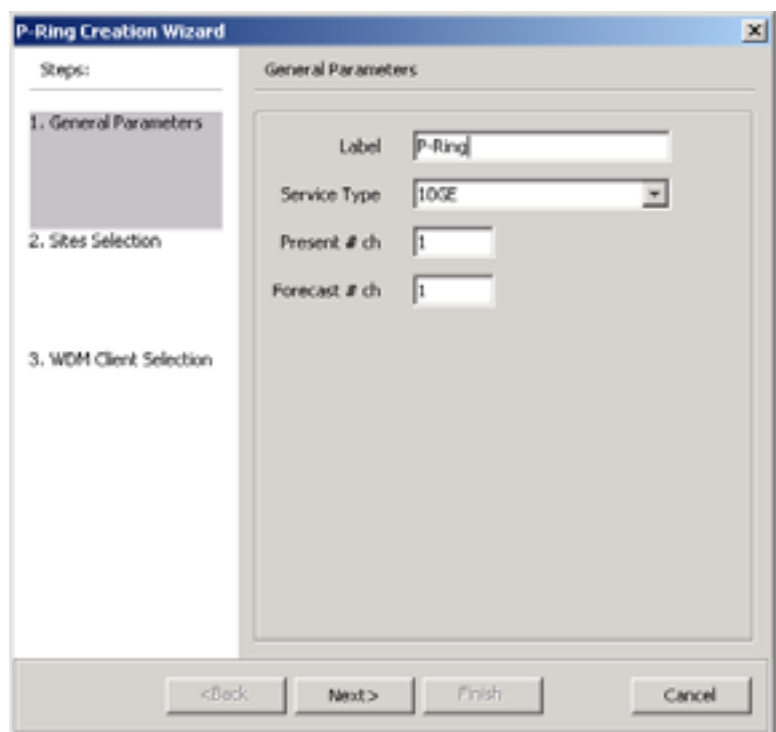 P-Ring Creation Wizard
Steps:
1. General Parameters
2. Sites Selection
3. WDM Client Selection
General Parameters
Label P-Ring
Service Type 10GE
Present # ch 1
Forecast # ch 1
<Back Next> Finish Cancel